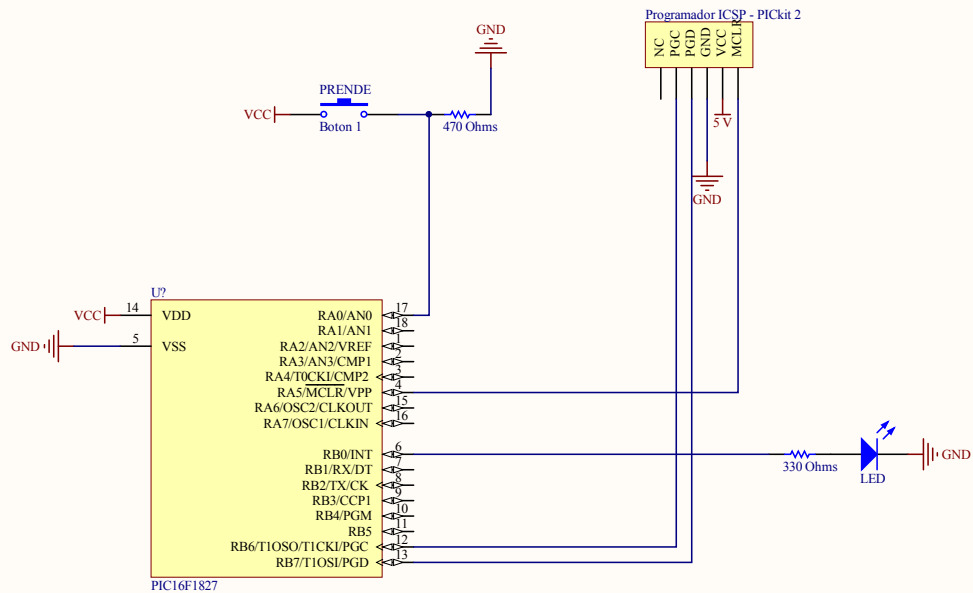 Programador ICSP - PICkit 2
NC
PGC
PGD
GND
VCC
MCLR
GND
PRENDE
VCC
Boton 1
470 Ohms
5 V
GND
U?
VCC
14
VDD
GND
5
VSS
RA0/AN0
17
RA1/AN1
18
RA2/AN2/VREF
1
RA3/AN3/CMP1
2
RA4/T0CKI/CMP2
3
RA5/MCLR/VPP
4
RA6/OSC2/CLKOUT
15
RA7/OSC1/CLKIN
16
RB0/INT
6
RB1/RX/DT
7
RB2/TX/CK
8
RB3/CCP1
9
RB4/PGM
10
RB5
11
RB6/T1OSO/T1CKI/PGC
12
RB7/T1OSI/PGD
13
330 Ohms
LED
GND
PIC16F1827